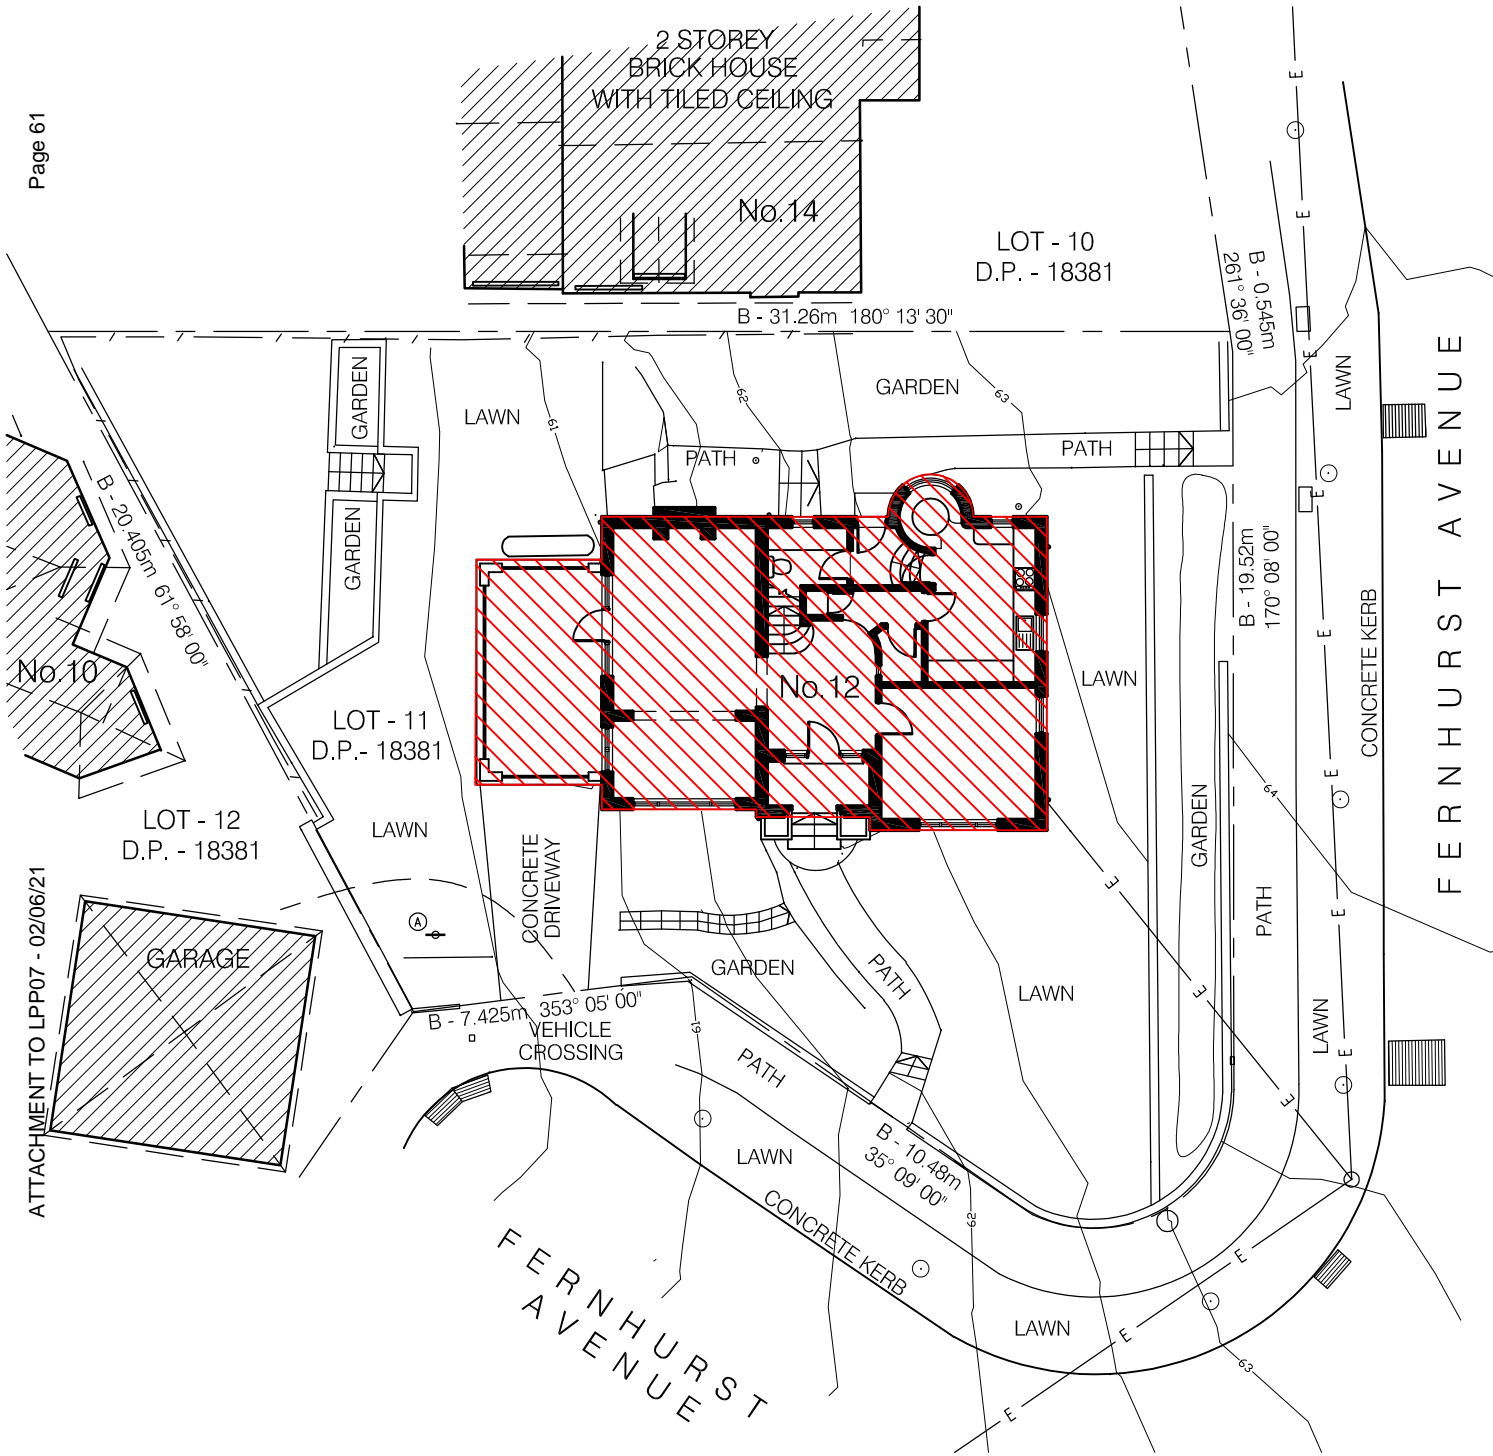 Page 61
2 STOREY
BRICK HOUSE
WITH TILED CEILING
No.14
LOT - 10
D.P. - 18381
B - 0.545m
261° 36' 00"
B - 31.26m 180° 13' 30"
E
E
E
E
LAWN
FERNHURST AVENUE
GARDEN
LAWN
61
62
GARDEN
63
PATH
PATH
B - 20.405m 61° 58' 00"
GARDEN
B - 19.52m
170° 08' 00"
E
CONCRETE KERB
No.10
LOT - 11
D.P.- 18381
No.12
LAWN
E
64
LOT - 12
D.P. - 18381
LAWN
GARDEN
CONCRETE
DRIVEWAY
E
PATH
E
A
GARAGE
GARDEN
PATH
LAWN
E
LAWN
E
B - 7.425m 353° 05' 00"
VEHICLE
CROSSING
61
PATH
E
ATTACHMENT TO LPP07 - 02/06/21
LAWN
B - 10.48m
35° 09' 00"
62
CONCRETE KERB
E
FERNHURST
AVENUE
LAWN
E
63
E